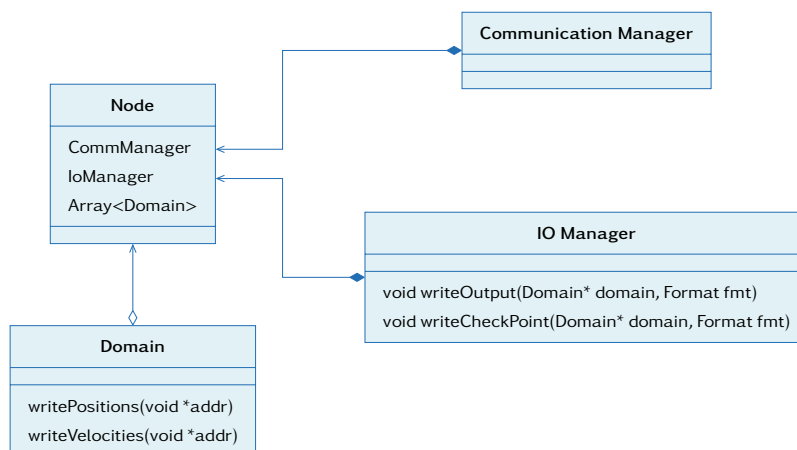 Communication Manager
Node
CommManager
IoManager
Array<Domain>
IO Manager
void writeOutput(Domain* domain, Format fmt)
void writeCheckPoint(Domain* domain, Format fmt)
Domain
writePositions(void *addr)
writeVelocities(void *addr)